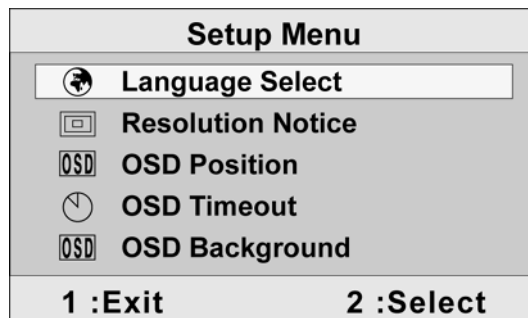 Setup Menu
Language Select
Resolution Notice
OSD OSD Position
OSD Timeout
OSD OSD Background
1 :Exit 2 :Select